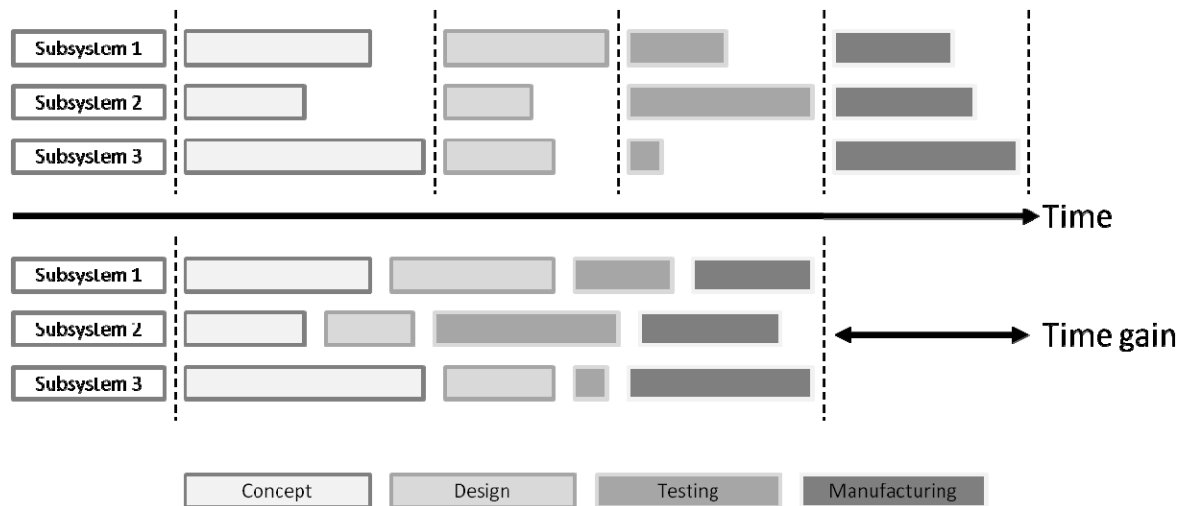 Subsystem 1
Subsystem 2
Subsystem 3
Time
Subsystem 1
Subsystem 2
Time gain
Subsystem 3
Concept Design Testing Manufacturing